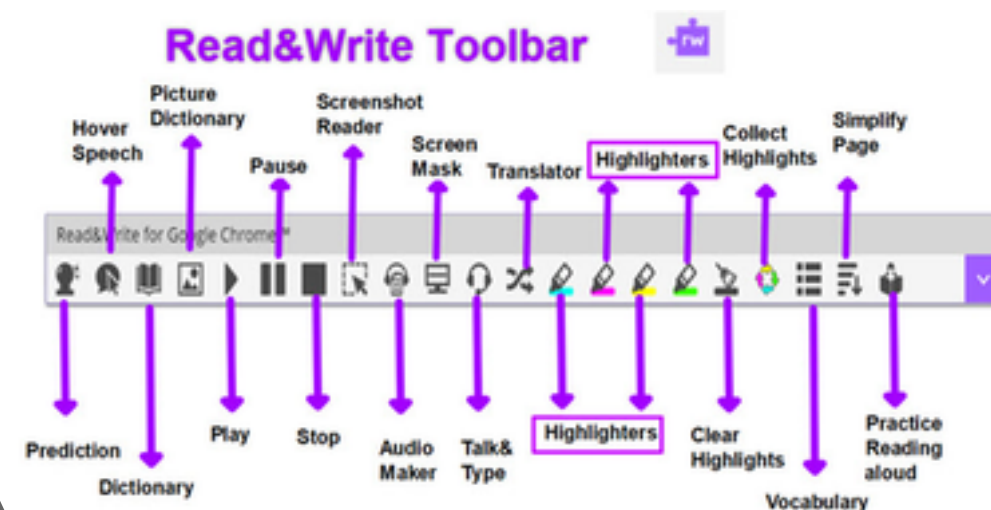 Read&Write Toolbar
rw
Picture
Dictionary
Hover
Speech
Pause
Screenshot
Reader
Screen
Mask
Translator
Highlighters
Collect
Highlights
Simplify
Page
Read&Write for Google Chrome™
Prediction
Dictionary
Play
Stop
Audio
Maker
Talk&
Type
Highlighters
Clear
Highlights
Vocabulary
Practice
Reading
aloud